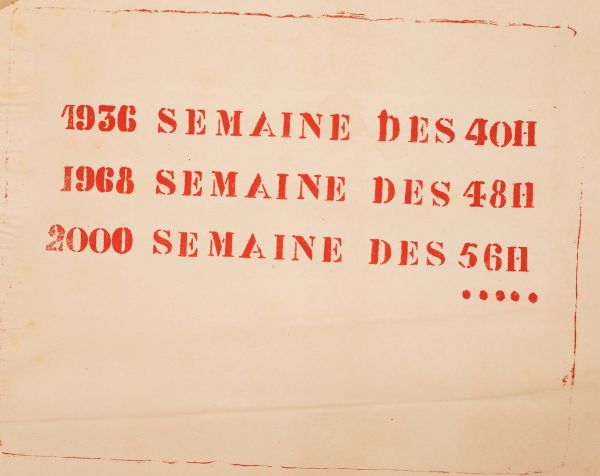 1936 SEMAINE DES 40H
1968 SEMAINE DES 48H
2000 SEMAINE DES 56H
.....